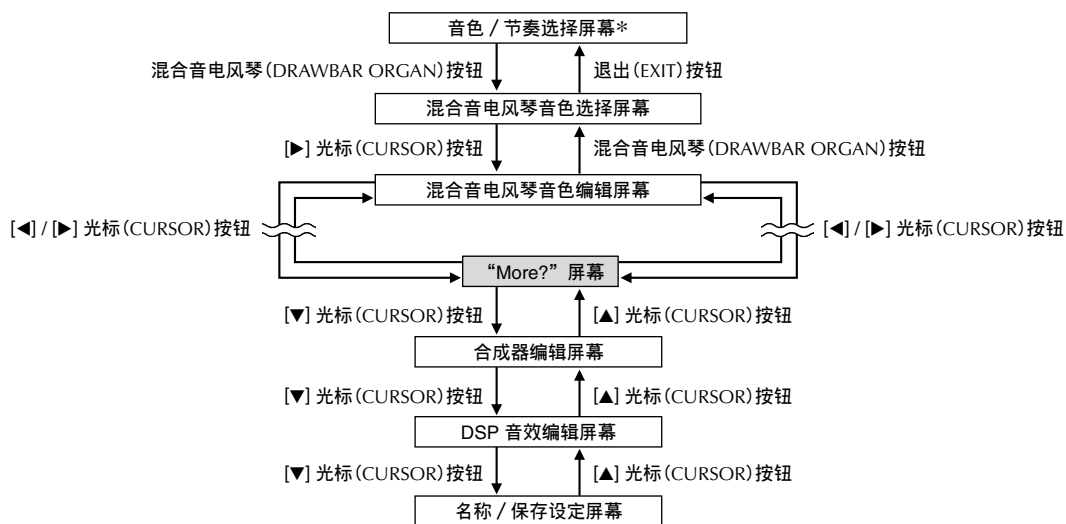 音色 / 节奏选择屏幕*
混合音电风琴(DRAWBAR ORGAN)按钮
退出(EXIT)按钮
混合音电风琴音色选择屏幕
[▶] 光标(CURSOR)按钮
混合音电风琴(DRAWBAR ORGAN)按钮
混合音电风琴音色编辑屏幕
[◀] / [▶] 光标(CURSOR)按钮
[◀] / [▶] 光标(CURSOR)按钮
“More?” 屏幕
[▼] 光标(CURSOR)按钮
[▲] 光标(CURSOR)按钮
合成器编辑屏幕
[▼] 光标(CURSOR)按钮
[▲] 光标(CURSOR)按钮
DSP 音效编辑屏幕
[▼] 光标(CURSOR)按钮
[▲] 光标(CURSOR)按钮
名称 / 保存设定屏幕